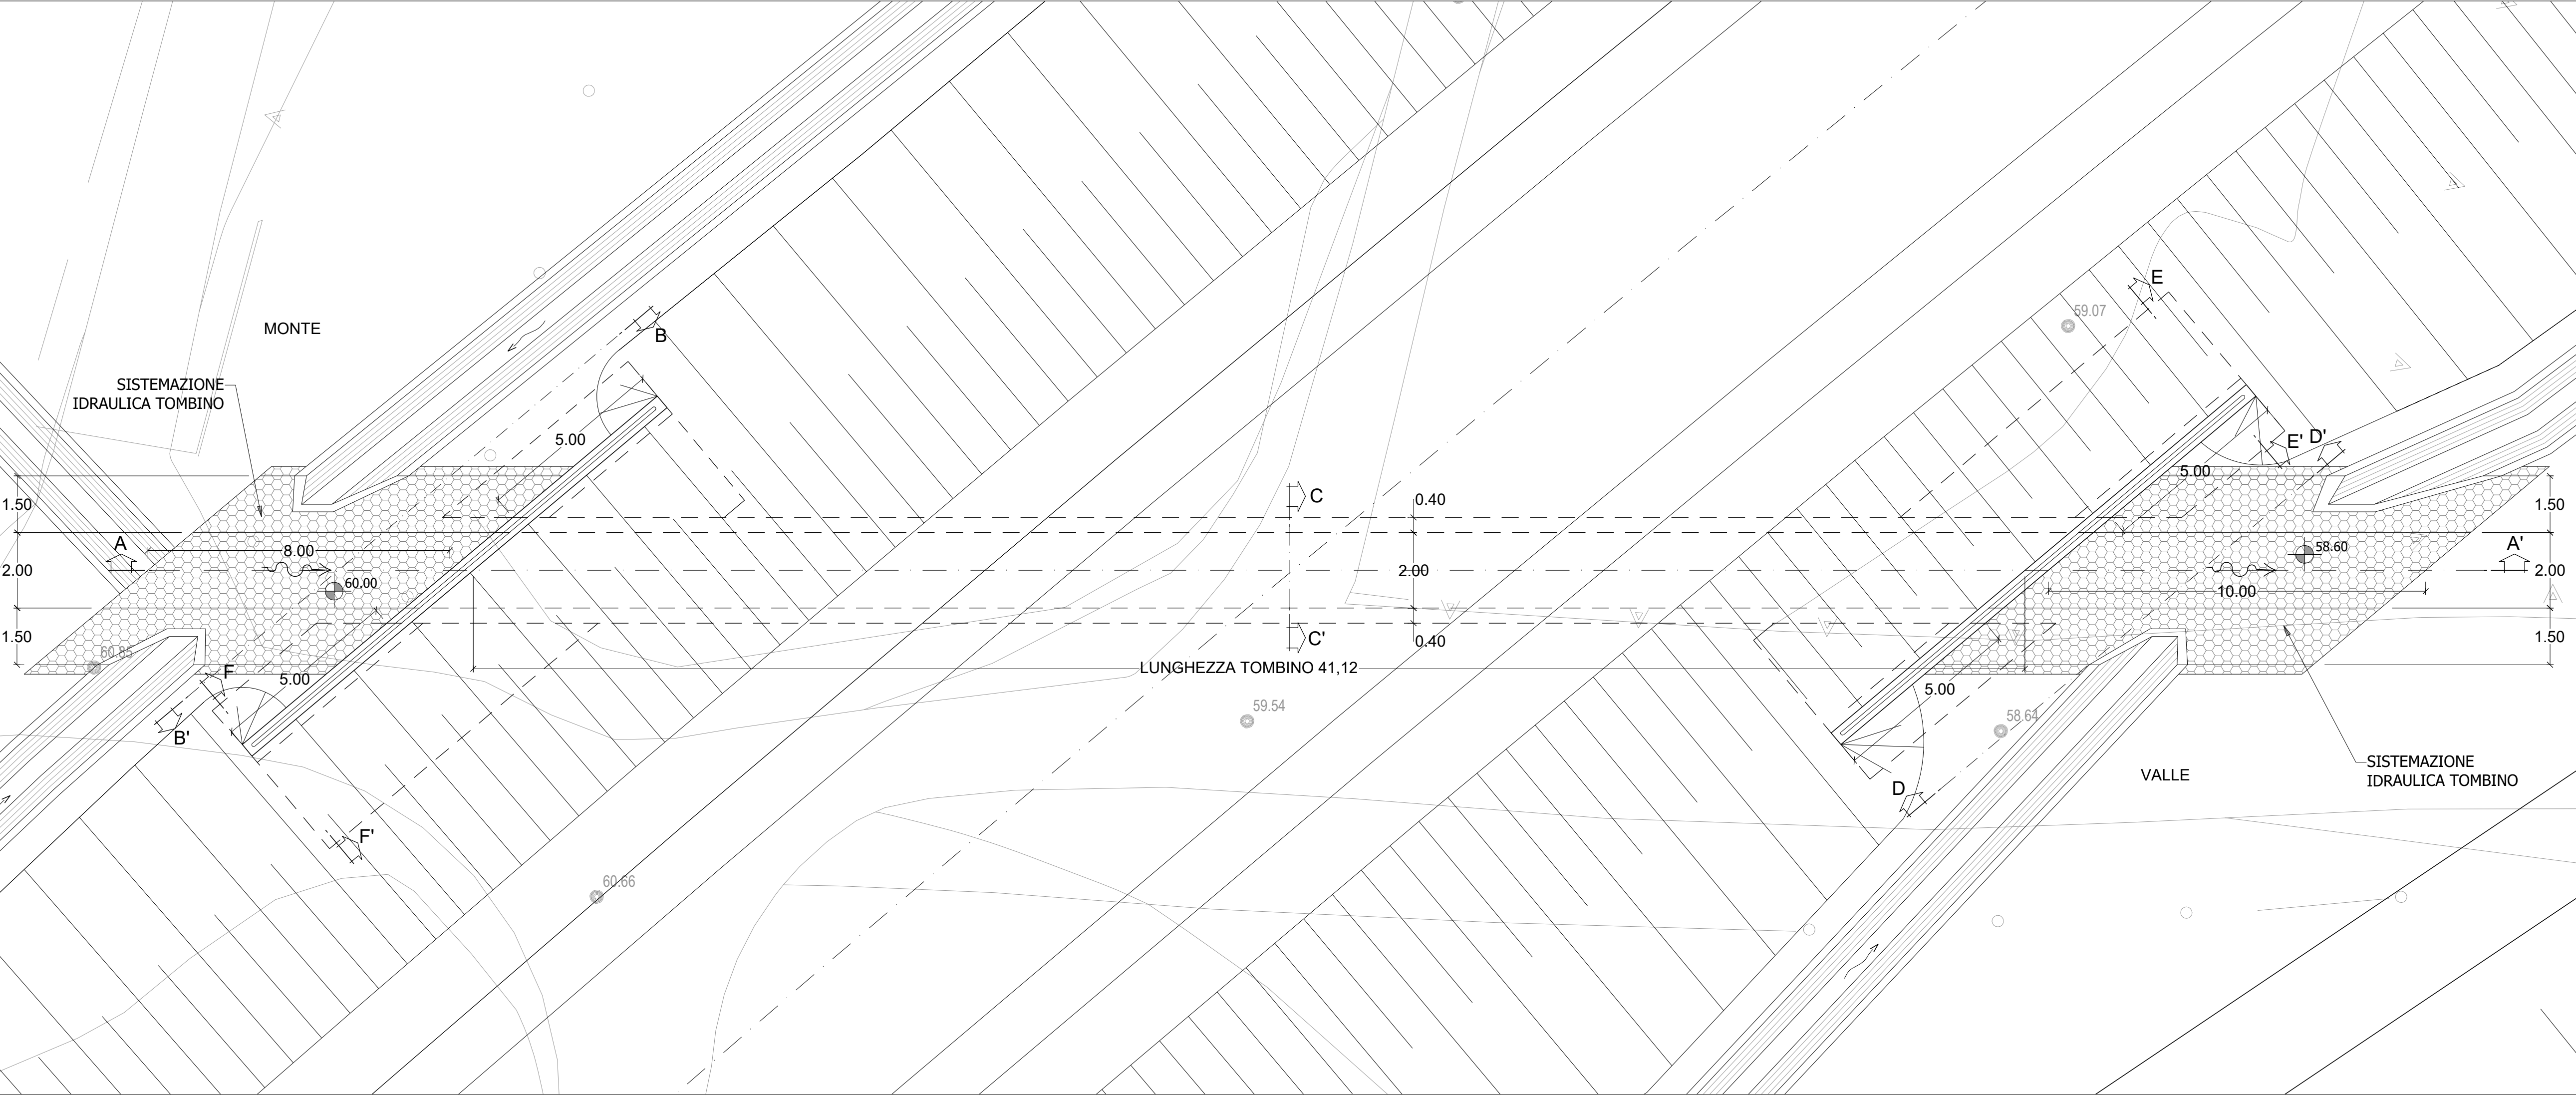 MONTE
SISTEMAZIONE
IDRAULICA TOMBINO
B
5.00
1.50
2.00
1.50
A
8.00
60.00
60.85
F
5.00
B'
F'
60.66
C
C'
0.40
2.00
0.40
LUNGHEZZA TOMBINO 41,12
59.54
E
59.07
E'
D'
5.00
58.60
10.00
A'
1.50
2.00
1.50
5.00
58.64
D
VALLE
SISTEMAZIONE
IDRAULICA TOMBINO